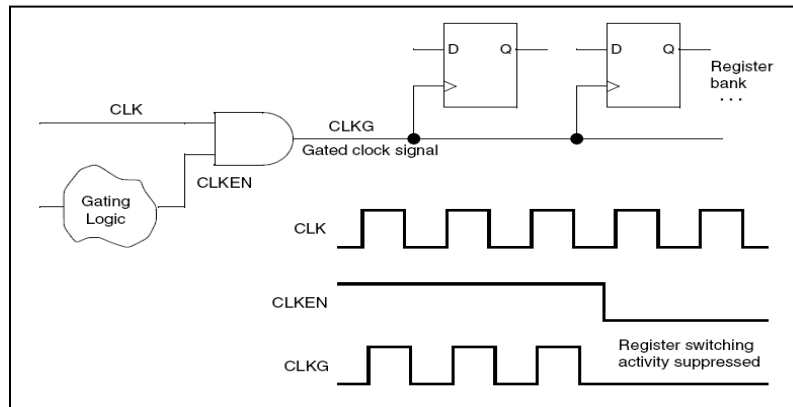 D Q
D Q
Register
bank
. . .
CLK
CLKG
Gated clock signal
CLKEN
Gating
Logic
CLK
CLKEN
Register switching
activity suppressed
CLKG